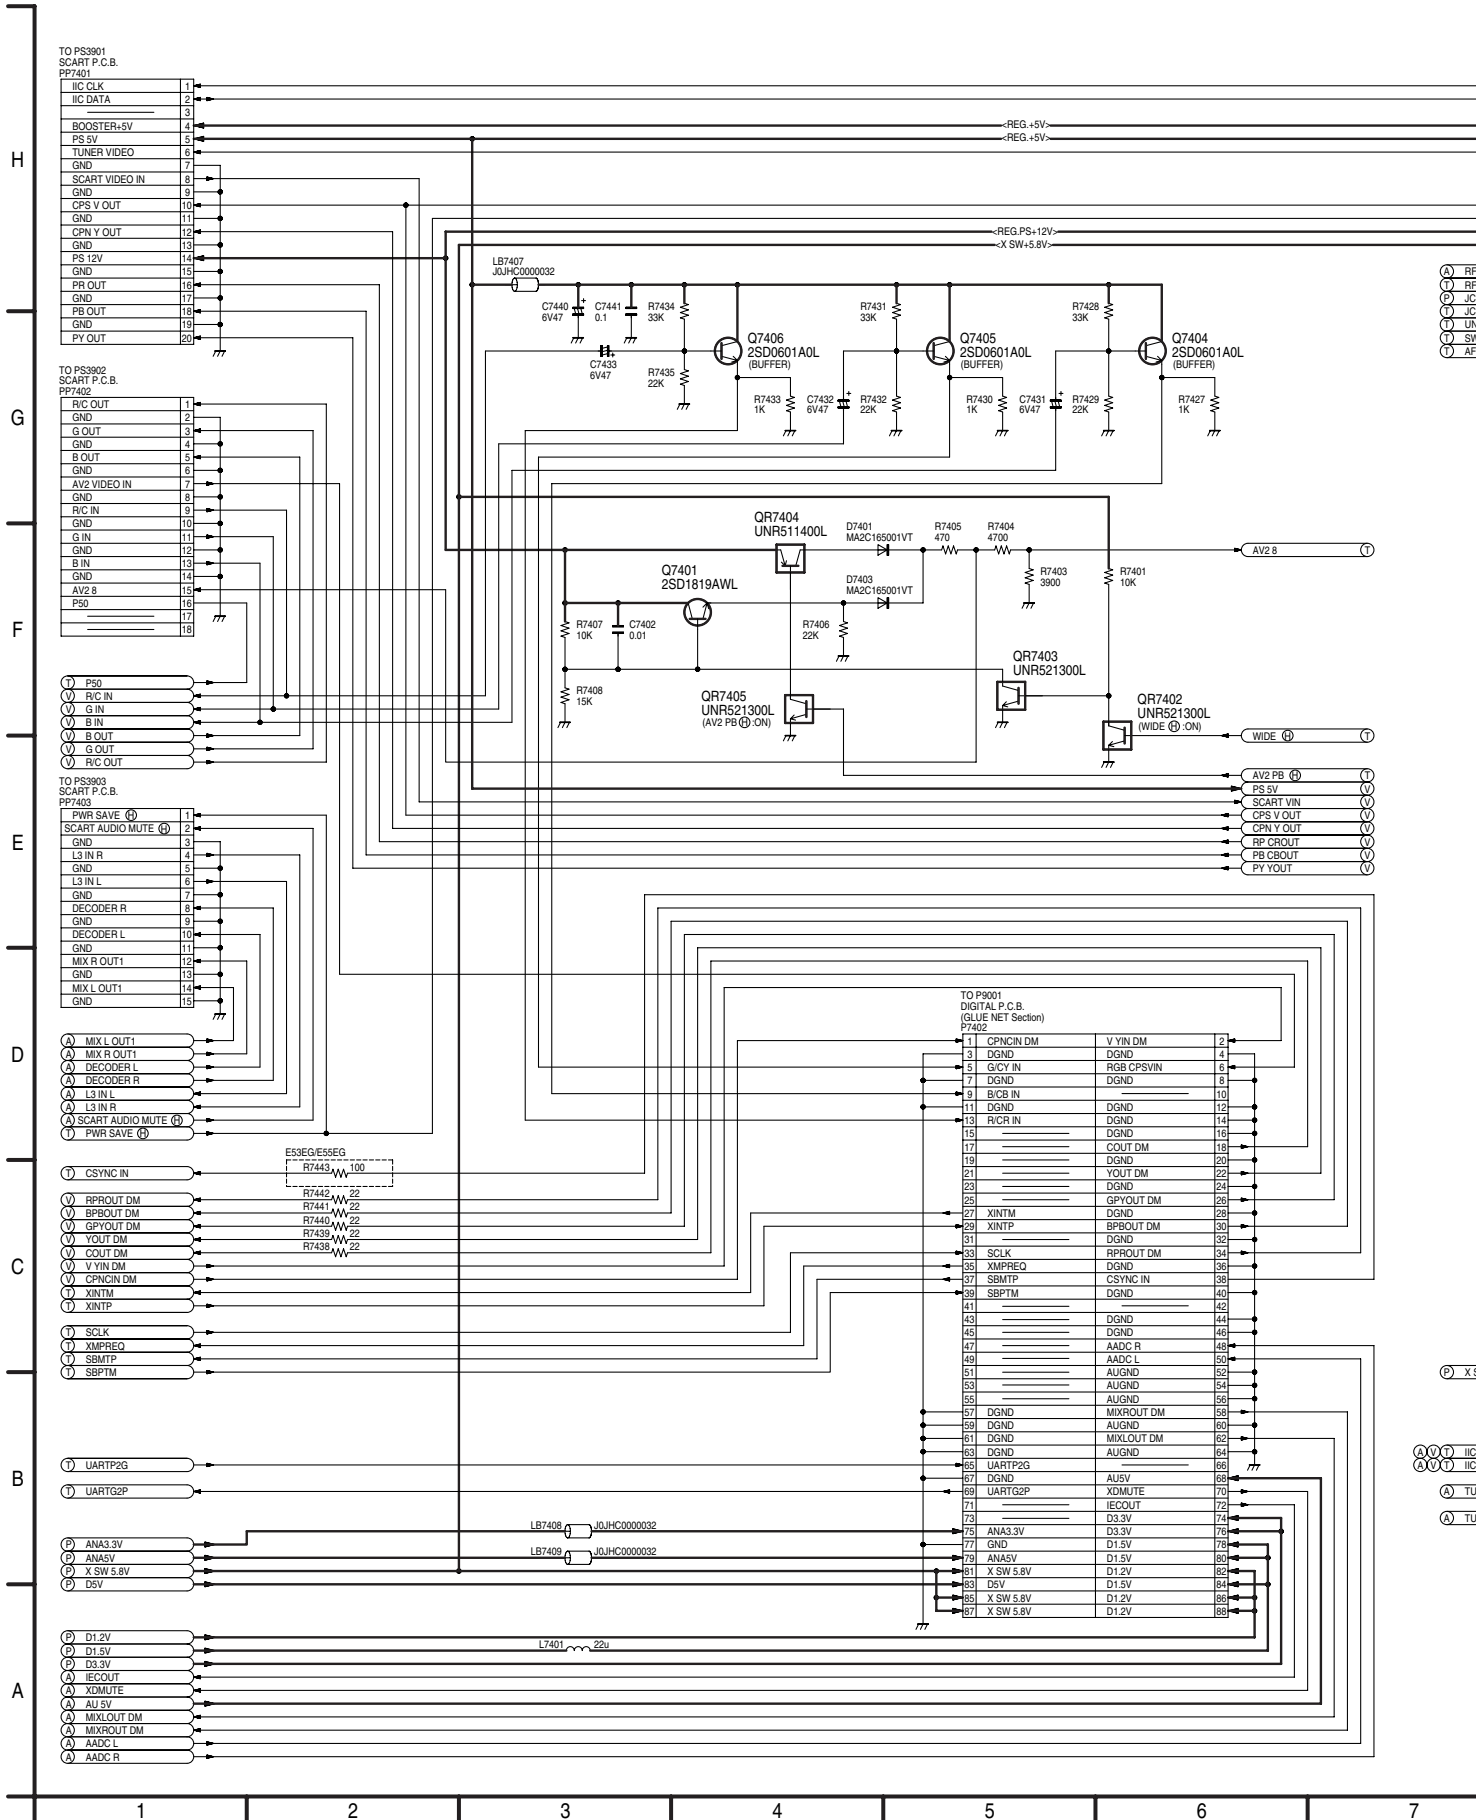 TO PS3901
SCART P.C.B.
PP7401
IIC CLK 1
IIC DATA 2
3
BOOSTER+5V 4
PS 5V 5
TUNER VIDEO 6
GND 7
SCART VIDEO IN 8
GND 9
CPS V OUT 10
GND 11
CPN Y OUT 12
GND 13
PS 12V 14
GND 15
PR OUT 16
GND 17
PB OUT 18
GND 19
PY OUT 20
<REG.+5V>
<REG.+5V>
<REG.PS+12V>
<X SW+5.8V>
H
G
F
E
D
C
B
A
TO PS3902
SCART P.C.B.
PP7402
R/C OUT 1
GND 2
G OUT 3
GND 4
B OUT 5
GND 6
AV2 VIDEO IN 7
GND 8
R/C IN 9
GND 10
G IN 11
GND 12
B IN 13
GND 14
AV2 8 15
P50 16
17
18
LB7407
J0JHC0000032
C7440 + 6V47
C7441 0.1
R7434 33K
C7433 + 6V47
R7435 22K
Q7406
2SD0601A0L
(BUFFER)
R7433 1K
C7432 + 6V47
R7431 33K
R7432 22K
Q7405
2SD0601A0L
(BUFFER)
R7430 1K
C7431 + 6V47
R7428 33K
R7429 22K
Q7404
2SD0601A0L
(BUFFER)
R7427 1K
A RF
T RF
P JC
T JC
T UN
T SW
T AF
QR7404
UNR511400L
D7401
MA2C165001VT
R7405 470
R7404 4700
AV2 8 T
Q7401
2SD1819AWL
D7403
MA2C165001VT
R7403 3900
R7401 10K
R7407 10K
C7402 0.01
R7406 22K
R7408 15K
QR7403
UNR521300L
QR7405
UNR521300L
(AV2 PB H :ON)
QR7402
UNR521300L
(WIDE H :ON)
WIDE H T
T P50
V R/C IN
V G IN
V B IN
V B OUT
V G OUT
V R/C OUT
AV2 PB H T
PS 5V V
SCART VIN V
CPS V OUT V
CPN Y OUT V
RP CROUT V
PB CBOUT V
PY YOUT V
TO PS3903
SCART P.C.B.
PP7403
PWR SAVE H 1
SCART AUDIO MUTE H 2
GND 3
L3 IN R 4
GND 5
L3 IN L 6
GND 7
DECODER R 8
GND 9
DECODER L 10
GND 11
MIX R OUT1 12
GND 13
MIX L OUT1 14
GND 15
A MIX L OUT1
A MIX R OUT1
A DECODER L
A DECODER R
A L3 IN L
A L3 IN R
A SCART AUDIO MUTE H
T PWR SAVE H
E53EG/E55EG
T CSYNC IN R7443 100
V RPROUT DM R7442 22
V BPBOUT DM R7441 22
V GPYOUT DM R7440 22
V YOUT DM R7439 22
V COUT DM R7438 22
V V YIN DM
V CPNCIN DM
T XINTM
T XINTP
T SCLK
T XMPREQ
T SBMTP
T SBPTM
T UARTP2G
T UARTG2P
TO P9001
DIGITAL P.C.B.
(GLUE NET Section)
P7402
1 CPNCIN DM V YIN DM 2
3 DGND DGND 4
5 G/CY IN RGB CPSVIN 6
7 DGND DGND 8
9 B/CB IN 10
11 DGND DGND 12
13 R/CR IN DGND 14
15 DGND 16
17 COUT DM 18
19 DGND 20
21 YOUT DM 22
23 DGND 24
25 GPYOUT DM 26
27 XINTM DGND 28
29 XINTP BPBOUT DM 30
31 DGND 32
33 SCLK RPROUT DM 34
35 XMPREQ DGND 36
37 SBMTP CSYNC IN 38
39 SBPTM DGND 40
41 42
43 DGND 44
45 DGND 46
47 AADC R 48
49 AADC L 50
51 AUGND 52
53 AUGND 54
55 AUGND 56
57 DGND MIXROUT DM 58
59 DGND AUGND 60
61 DGND MIXLOUT DM 62
63 DGND AUGND 64
65 UARTP2G 66
67 DGND AU5V 68
69 UARTG2P XDMUTE 70
71 IECOUT 72
73 D3.3V 74
75 ANA3.3V D3.3V 76
77 GND D1.5V 78
79 ANA5V D1.5V 80
81 X SW 5.8V D1.2V 82
83 D5V D1.5V 84
85 X SW 5.8V D1.2V 86
87 X SW 5.8V D1.2V 88
P X S
A V T IIC
A V T IIC
A TU
A TU
LB7408 J0JHC0000032
LB7409 J0JHC0000032
P ANA3.3V
P ANA5V
P X SW 5.8V
P D5V
P D1.2V
P D1.5V
L7401 22u
P D3.3V
A IECOUT
A XDMUTE
A AU 5V
A MIXLOUT DM
A MIXROUT DM
A AADC L
A AADC R
1 2 3 4 5 6 7